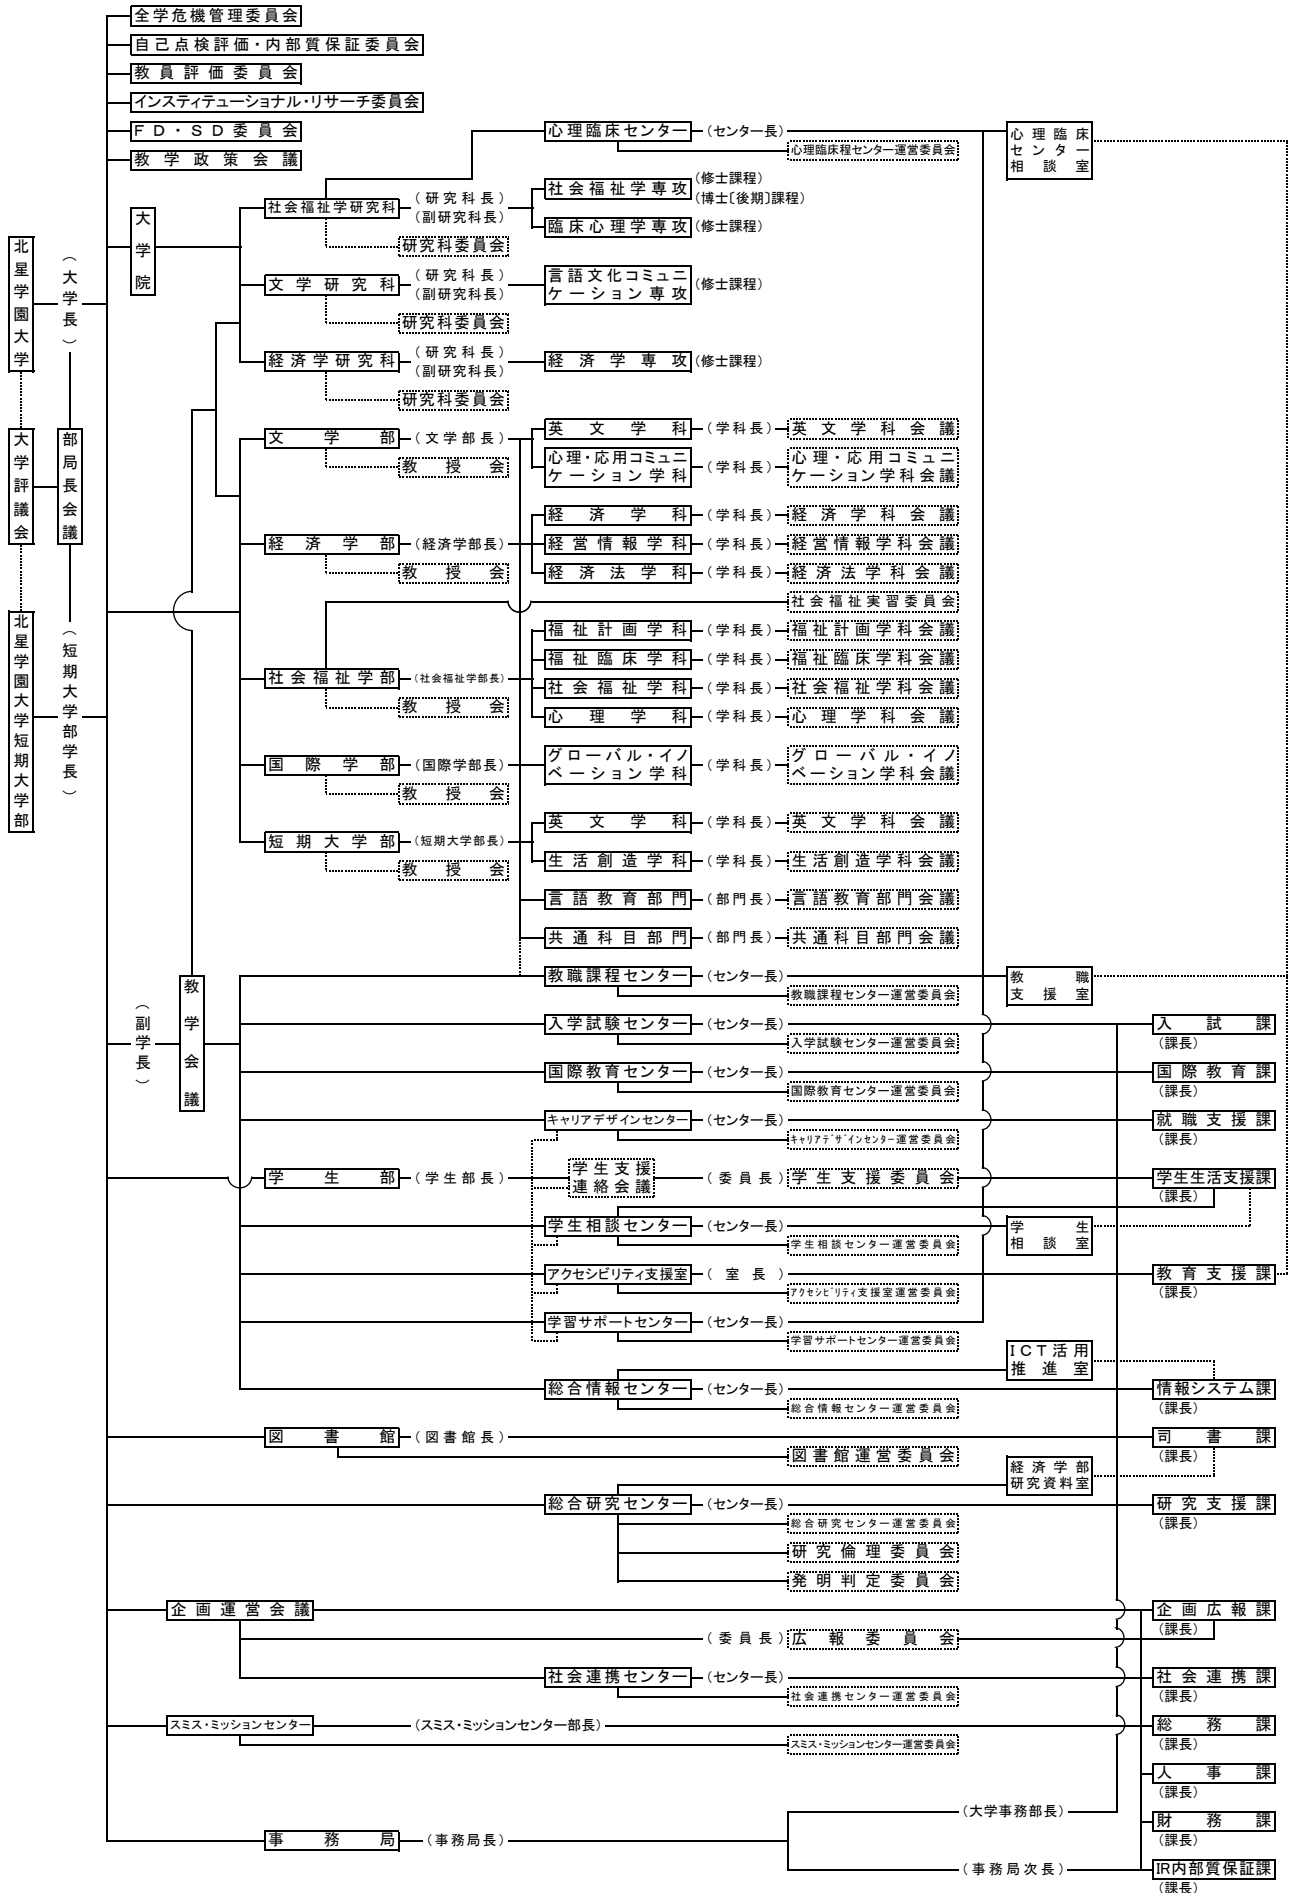 全学危機管理委員会
自己点検評価・内部質保証委員会
教員評価委員会
インスティテューショナル・リサーチ委員会
ＦＤ・ＳＤ委員会
教学政策会議
北星学園大学
（大学長）
大学評議会
部局長会議
北星学園大学短期大学部
（短期大学部学長）
大学院
心理臨床センター
（センター長）
心理臨床程センター運営委員会
心理臨床
センター
相談室
社会福祉学研究科
（研究科長）
（副研究科長）
研究科委員会
社会福祉学専攻
（修士課程）
（博士〔後期〕課程）
臨床心理学専攻
（修士課程）
文学研究科
（研究科長）
（副研究科長）
研究科委員会
言語文化コミュニ
ケーション専攻
（修士課程）
経済学研究科
（研究科長）
（副研究科長）
研究科委員会
経済学専攻
（修士課程）
文学部
（文学部長）
教授会
英文学科
（学科長）
英文学科会議
心理・応用コミュニ
ケーション学科
（学科長）
心理・応用コミュニ
ケーション学科会議
経済学部
（経済学部長）
教授会
経済学科
（学科長）
経済学科会議
経営情報学科
（学科長）
経営情報学科会議
経済法学科
（学科長）
経済法学科会議
社会福祉実習委員会
社会福祉学部
（社会福祉学部長）
教授会
福祉計画学科
（学科長）
福祉計画学科会議
福祉臨床学科
（学科長）
福祉臨床学科会議
社会福祉学科
（学科長）
社会福祉学科会議
心理学科
（学科長）
心理学科会議
国際学部
（国際学部長）
教授会
グローバル・イノ
ベーション学科
（学科長）
グローバル・イノ
ベーション学科会議
短期大学部
（短期大学部長）
教授会
英文学科
（学科長）
英文学科会議
生活創造学科
（学科長）
生活創造学科会議
言語教育部門
（部門長）
言語教育部門会議
共通科目部門
（部門長）
共通科目部門会議
（副学長）
教学会議
教職課程センター
（センター長）
教職課程センター運営委員会
教職
支援室
入学試験センター
（センター長）
入学試験センター運営委員会
入試課
（課長）
国際教育センター
（センター長）
国際教育センター運営委員会
国際教育課
（課長）
キャリアデザインセンター
（センター長）
キャリアデザインセンター運営委員会
就職支援課
（課長）
学生部
（学生部長）
学生支援
連絡会議
（委員長）
学生支援委員会
学生生活支援課
（課長）
学生相談センター
（センター長）
学生相談センター運営委員会
学生
相談室
アクセシビリティ支援室
（室長）
アクセシビリティ支援室運営委員会
教育支援課
（課長）
学習サポートセンター
（センター長）
学習サポートセンター運営委員会
ＩＣＴ活用
推進室
総合情報センター
（センター長）
総合情報センター運営委員会
情報システム課
（課長）
図書館
（図書館長）
図書館運営委員会
司書課
（課長）
経済学部
研究資料室
総合研究センター
（センター長）
総合研究センター運営委員会
研究倫理委員会
発明判定委員会
研究支援課
（課長）
企画運営会議
企画広報課
（課長）
（委員長）
広報委員会
社会連携センター
（センター長）
社会連携センター運営委員会
社会連携課
（課長）
スミス・ミッションセンター
（スミス・ミッションセンター部長）
スミス・ミッションセンター運営委員会
総務課
（課長）
人事課
（課長）
（大学事務部長）
財務課
（課長）
事務局
（事務局長）
（事務局次長）
IR内部質保証課
（課長）